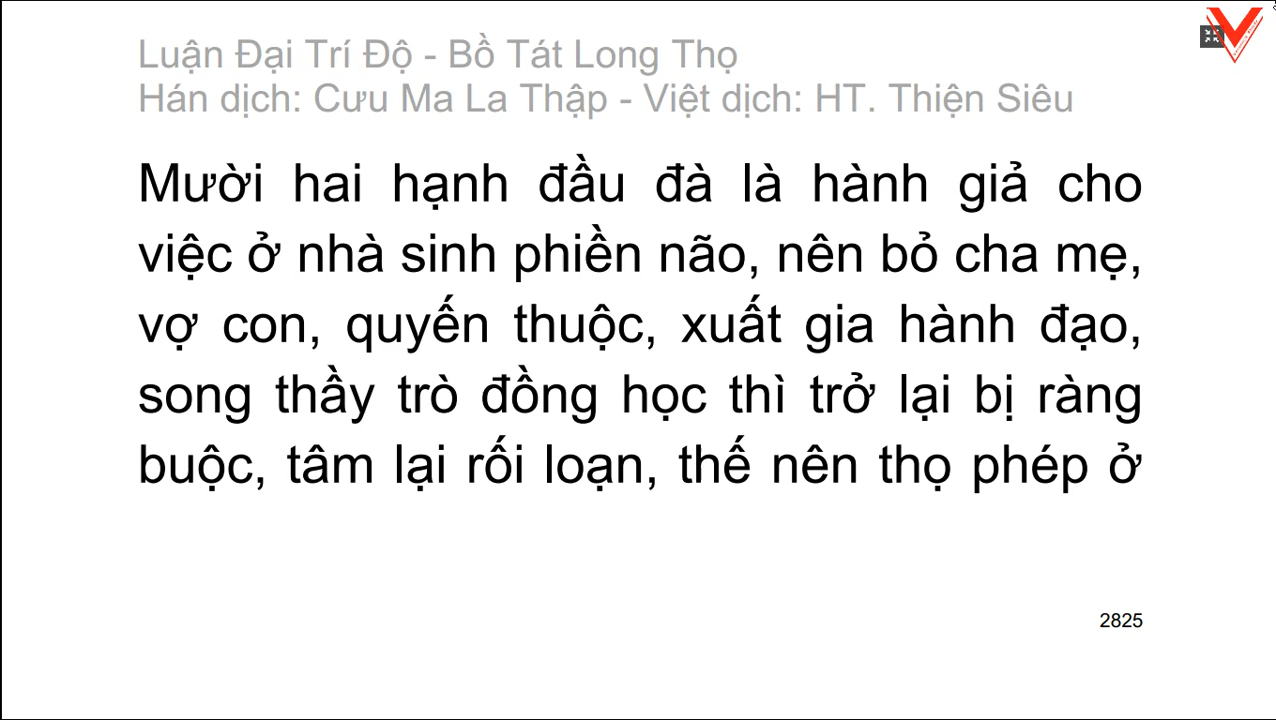 Luận Đại Trí Độ - Bồ Tát Long Thọ
Hán dịch: Cưu Ma La Thập - Việt dịch: HT. Thiện Siêu
Mười hai hạnh đầu đà là hành giả cho
việc ở nhà sinh phiền não, nên bỏ cha mẹ,
vợ con, quyến thuộc, xuất gia hành đạo,
song thầy trò đồng học thì trở lại bị ràng
buộc, tâm lại rối loạn, thế nên thọ phép ở
2825